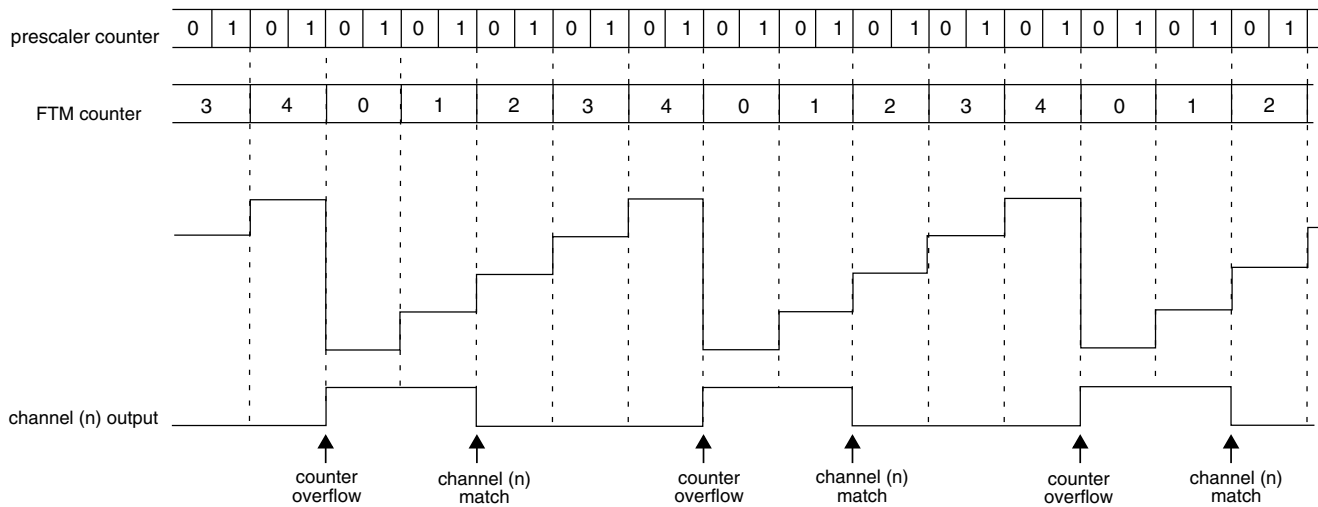 prescaler counter 0 1 0 1 0 1 0 1 0 1 0 1 0 1 0 1 0 1 0 1 0 1 0 1 0 1 0 1 0 1
FTM counter 3 4 0 1 2 3 4 0 1 2 3 4 0 1 2
channel (n) output
counter
overflow
channel (n)
match
counter
overflow
channel (n)
match
counter
overflow
channel (n)
match